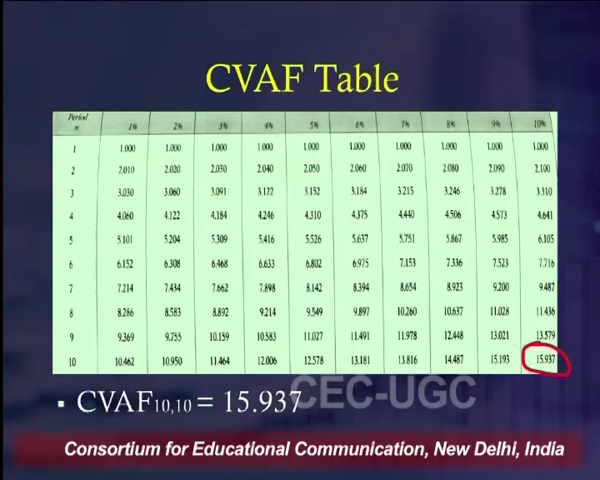 CVAF Table
Period
n 1% 2% 3% 4% 5% 6% 7% 8% 9% 10%
1 1.000 1.000 1.000 1.000 1.000 1.000 1.000 1.000 1.000 1.000
2 2.010 2.020 2.030 2.040 2.050 2.060 2.070 2.080 2.090 2.100
3 3.030 3.060 3.091 3.122 3.152 3.184 3.215 3.246 3.278 3.310
4 4.060 4.122 4.184 4.246 4.310 4.375 4.440 4.506 4.573 4.641
5 5.101 5.204 5.309 5.416 5.526 5.637 5.751 5.867 5.985 6.105
6 6.152 6.308 6.468 6.633 6.802 6.975 7.153 7.336 7.523 7.716
7 7.214 7.434 7.662 7.898 8.142 8.394 8.654 8.923 9.200 9.487
8 8.286 8.583 8.892 9.214 9.549 9.897 10.260 10.637 11.028 11.436
9 9.369 9.755 10.159 10.583 11.027 11.491 11.978 12.448 13.021 13.579
10 10.462 10.950 11.464 12.006 12.578 13.181 13.816 14.487 15.193 15.937
▪ CVAF10,10 = 15.937
CEC-UGC
Consortium for Educational Communication, New Delhi, India